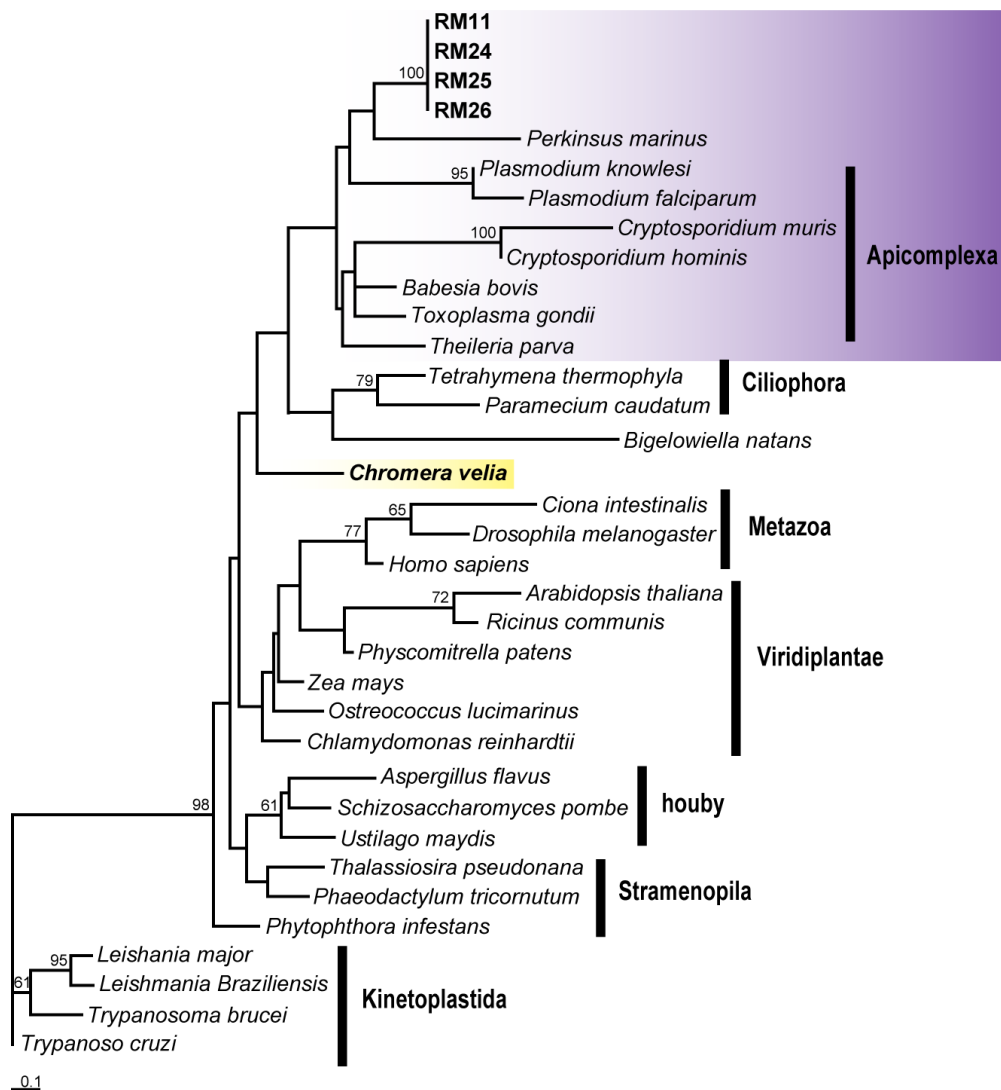 RM11
RM24
100
RM25
RM26
Perkinsus marinus
95
Plasmodium knowlesi
Plasmodium falciparum
Cryptosporidium muris
100
Cryptosporidium hominis
Apicomplexa
Babesia bovis
Toxoplasma gondii
Theileria parva
79
Tetrahymena thermophyla
Ciliophora
Paramecium caudatum
Bigelowiella natans
Chromera velia
Ciona intestinalis
65
Drosophila melanogaster
Metazoa
77
Homo sapiens
Arabidopsis thaliana
72
Ricinus communis
Physcomitrella patens
Viridiplantae
Zea mays
Ostreococcus lucimarinus
Chlamydomonas reinhardtii
Aspergillus flavus
98
61
Schizosaccharomyces pombe
houby
Ustilago maydis
Thalassiosira pseudonana
Phaeodactylum tricornutum
Stramenopila
Phytophthora infestans
Leishania major
95
61
Leishmania Braziliensis
Kinetoplastida
Trypanosoma brucei
Trypanoso cruzi
0.1